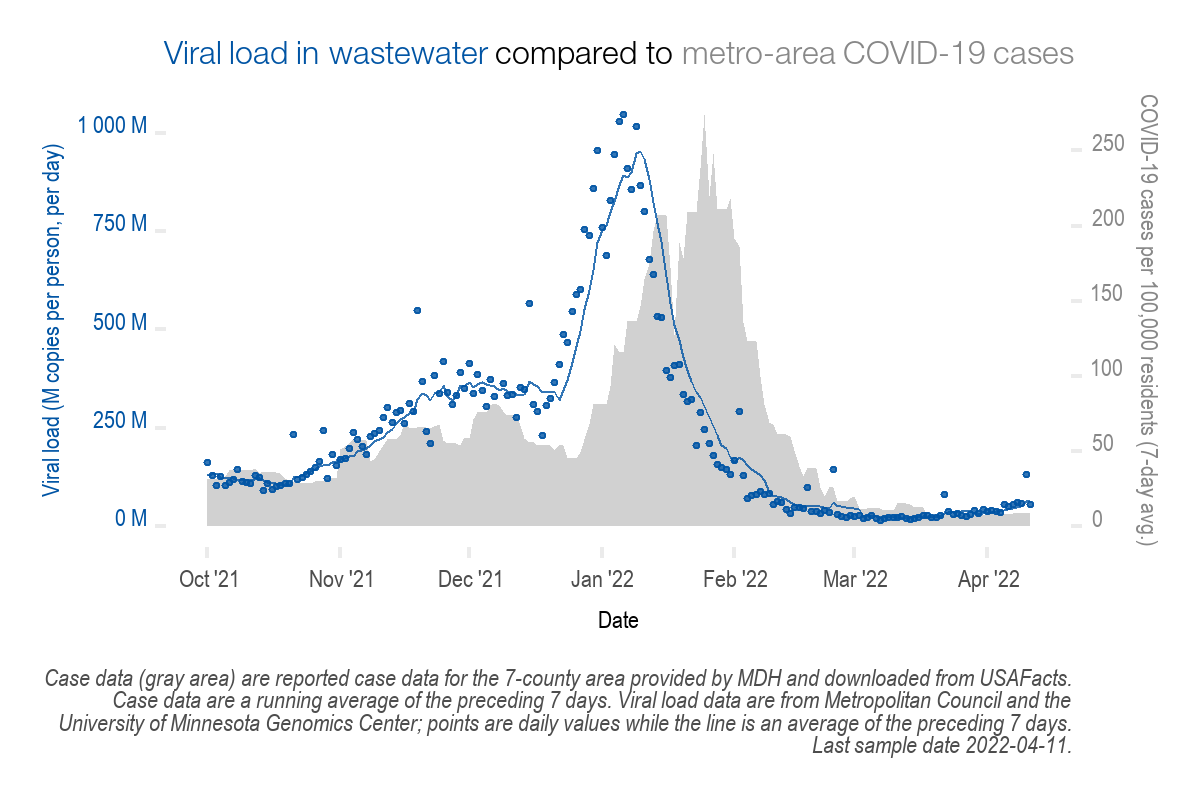 Viral load in wastewater compared to metro-area COVID-19 cases
Viral load (M copies per person, per day)
1 000 M
750 M
500 M
250 M
0 M
COVID-19 cases per 100,000 residents (7-day avg.)
250
200
150
100
50
0
Oct '21 Nov '21 Dec '21 Jan '22 Feb '22 Mar '22 Apr '22
Date
Case data (gray area) are reported case data for the 7-county area provided by MDH and downloaded from USAFacts.
Case data are a running average of the preceding 7 days. Viral load data are from Metropolitan Council and the
University of Minnesota Genomics Center; points are daily values while the line is an average of the preceding 7 days.
Last sample date 2022-04-11.